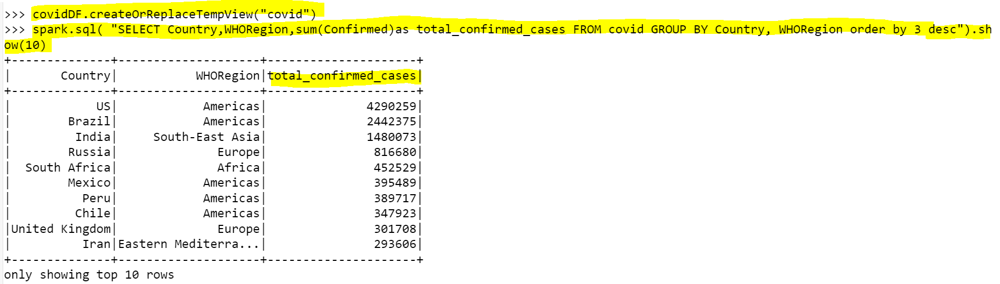 >>> covidDF.createOrReplaceTempView("covid")
>>> spark.sql( "SELECT Country,WHORegion,sum(Confirmed)as total_confirmed_cases FROM covid GROUP BY Country, WHORegion order by 3 desc").sh
ow(10)
+--------------+--------------------+---------------------+
|       Country|           WHORegion|total_confirmed_cases|
+--------------+--------------------+---------------------+
|            US|            Americas|              4290259|
|        Brazil|            Americas|              2442375|
|         India|     South-East Asia|              1480073|
|        Russia|              Europe|               816680|
|  South Africa|              Africa|               452529|
|        Mexico|            Americas|               395489|
|          Peru|            Americas|               389717|
|         Chile|            Americas|               347923|
|United Kingdom|              Europe|               301708|
|          Iran|Eastern Mediterra...|               293606|
+--------------+--------------------+---------------------+
only showing top 10 rows